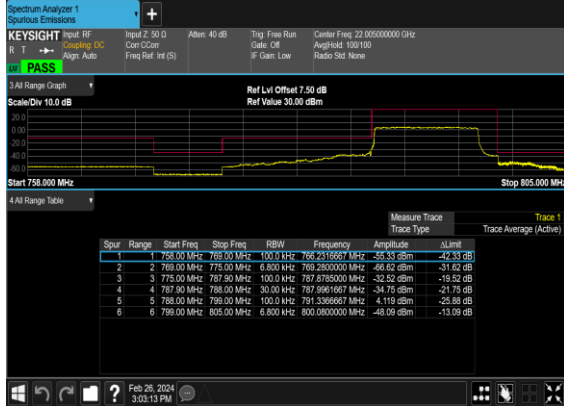 Spectrum Analyzer 1
Spurious Emissions
+
KEYSIGHT Input: RF Input Z: 50 Ω Atten: 40 dB Trig: Free Run Center Freq: 22.005000000 GHz
R T Coupling: DC Corr CCorr Gate: Off Avg|Hold: 100/100
Align: Auto Freq Ref: Int (S) IF Gain: Low Radio Std: None
PASS
3 All Range Graph
Ref Lvl Offset 7.50 dB
Scale/Div 10.0 dB Ref Value 30.00 dBm
20.0
0.00
-20.0
-40.0
-60.0
Start 758.000 MHz Stop 805.000 MHz
4 All Range Table
Measure Trace Trace 1
Trace Type Trace Average (Active)
Spur Range Start Freq Stop Freq RBW Frequency Amplitude ΔLimit
1 1 758.00 MHz 769.00 MHz 100.0 kHz 766.2316667 MHz -55.33 dBm -42.33 dB
2 2 769.00 MHz 775.00 MHz 6.800 kHz 769.2800000 MHz -66.62 dBm -31.62 dB
3 3 775.00 MHz 787.90 MHz 100.0 kHz 787.8785000 MHz -32.52 dBm -19.52 dB
4 4 787.90 MHz 788.00 MHz 30.00 kHz 787.9961667 MHz -34.75 dBm -21.75 dB
5 5 788.00 MHz 799.00 MHz 100.0 kHz 791.3366667 MHz 4.119 dBm -25.88 dB
6 6 799.00 MHz 805.00 MHz 6.800 kHz 800.0800000 MHz -48.09 dBm -13.09 dB
? Feb 26, 2024
3:03:13 PM